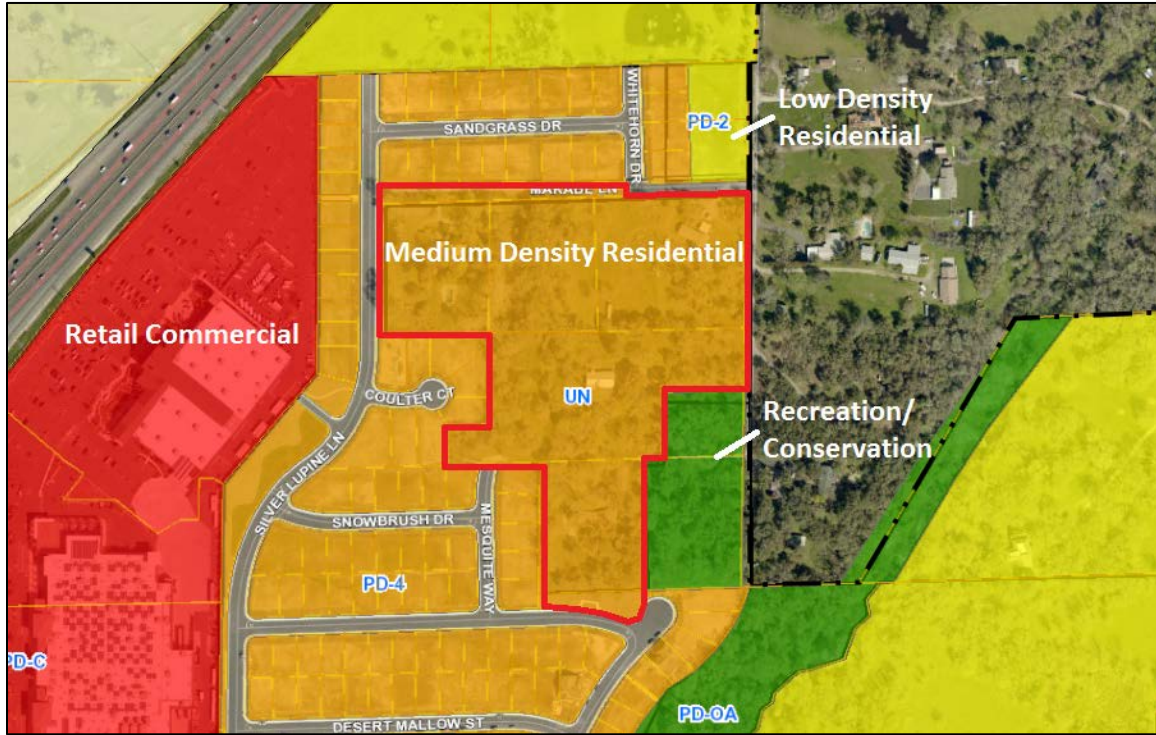 SANDGRASS DR
WHITEHORN DR
PD-2
Low Density
Residential
MARABE LN
Medium Density Residential
Retail Commercial
COULTER CT
UN
Recreation/
Conservation
SILVER LUPINE LN
SNOWBRUSH DR
MESQUITE WAY
PD-4
PD-C
PD-OA
DESERT MALLOW ST